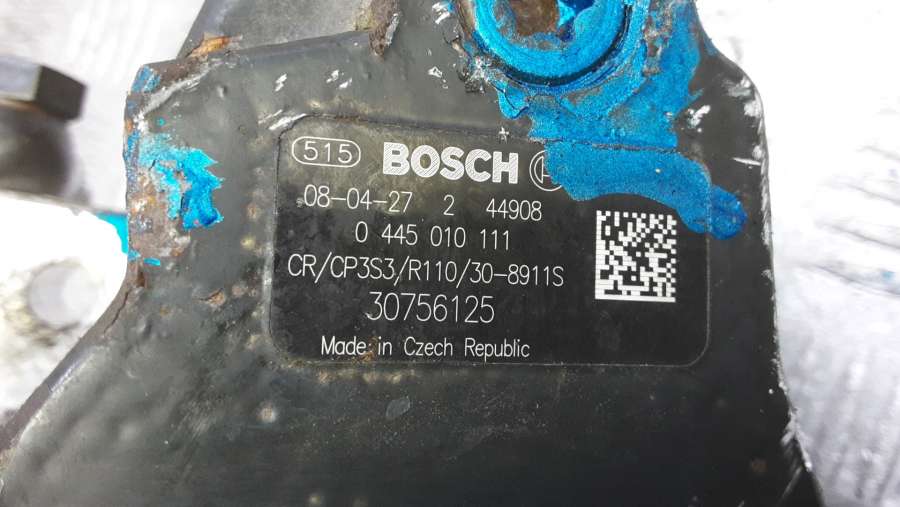 515 BOSCH
08-04-27 2 44908
0 445 010 111
CR/CP3S3/R110/30-8911S
30756125
Made in Czech Republic